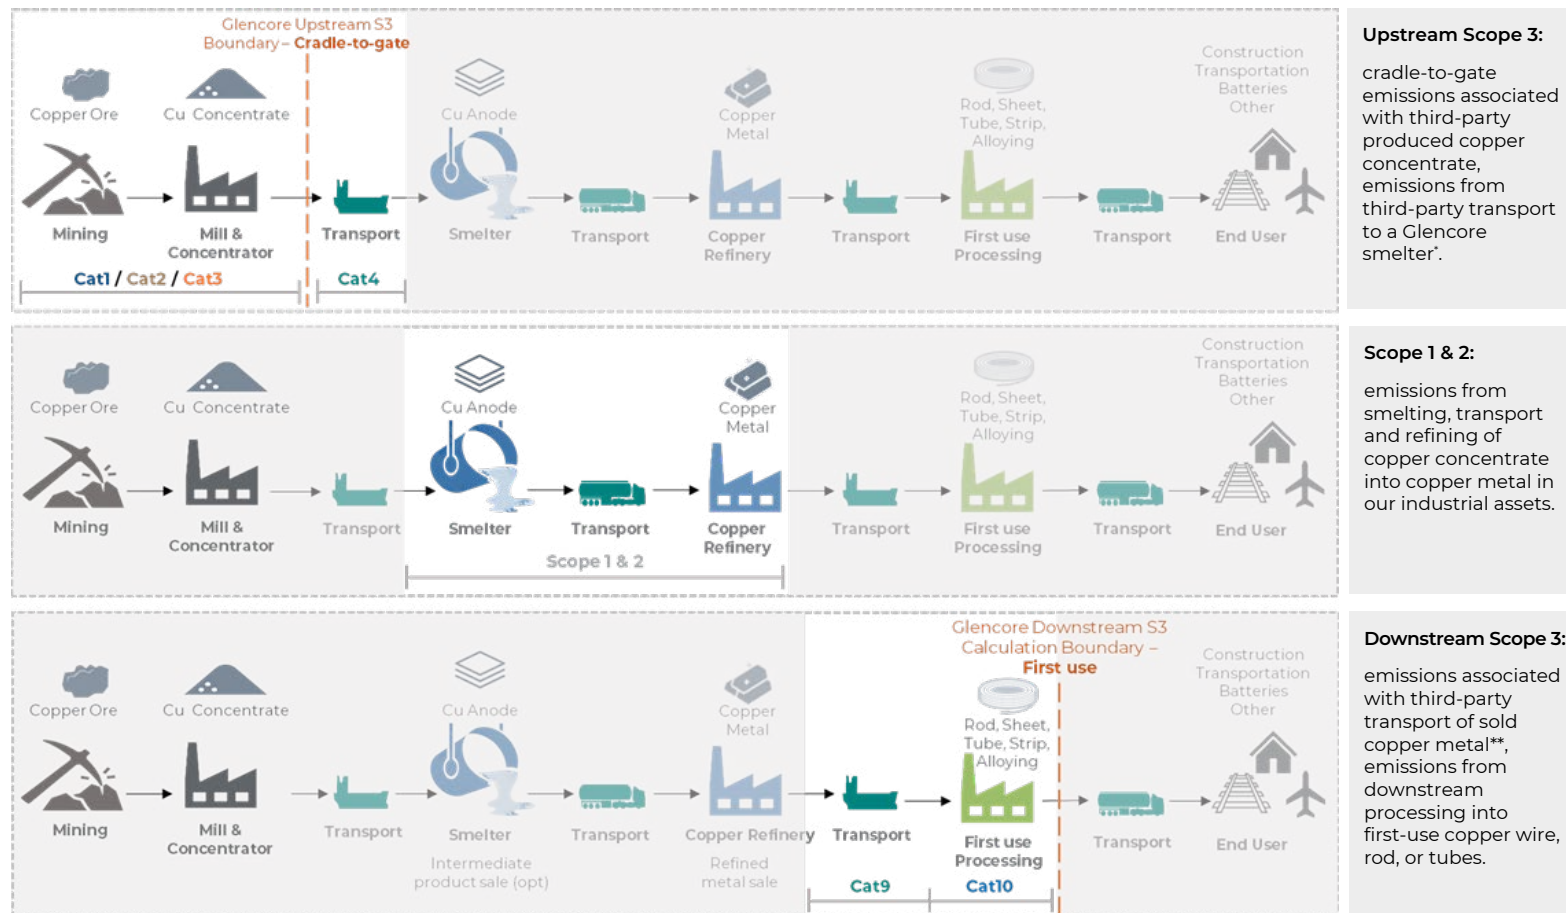 Glencore Upstream S3
Boundary – Cradle-to-gate
Copper Ore
Cu Concentrate
Cu Anode
Copper
Metal
Rod, Sheet,
Tube, Strip,
Alloying
Construction
Transportation
Batteries
Other
Mining
Mill &
Concentrator
Transport
Smelter
Transport
Copper
Refinery
Transport
First use
Processing
Transport
End User
Cat1 / Cat2 / Cat3
Cat4
Upstream Scope 3:
cradle-to-gate
emissions associated
with third-party
produced copper
concentrate,
emissions from
third-party transport
to a Glencore
smelter*.
Copper Ore
Cu Concentrate
Cu Anode
Copper
Metal
Rod, Sheet,
Tube, Strip,
Alloying
Construction
Transportation
Batteries
Other
Mining
Mill &
Concentrator
Transport
Smelter
Transport
Copper
Refinery
Transport
First use
Processing
Transport
End User
Scope 1 & 2
Scope 1 & 2:
emissions from
smelting, transport
and refining of
copper concentrate
into copper metal in
our industrial assets.
Glencore Downstream S3
Calculation Boundary –
First use
Copper Ore
Cu Concentrate
Cu Anode
Copper
Metal
Rod, Sheet,
Tube, Strip,
Alloying
Construction
Transportation
Batteries
Other
Mining
Mill &
Concentrator
Transport
Smelter
Intermediate
product sale (opt)
Transport
Copper Refinery
Refined
metal sale
Transport
First use
Processing
Transport
End User
Cat9
Cat10
Downstream Scope 3:
emissions associated
with third-party
transport of sold
copper metal**,
emissions from
downstream
processing into
first-use copper wire,
rod, or tubes.